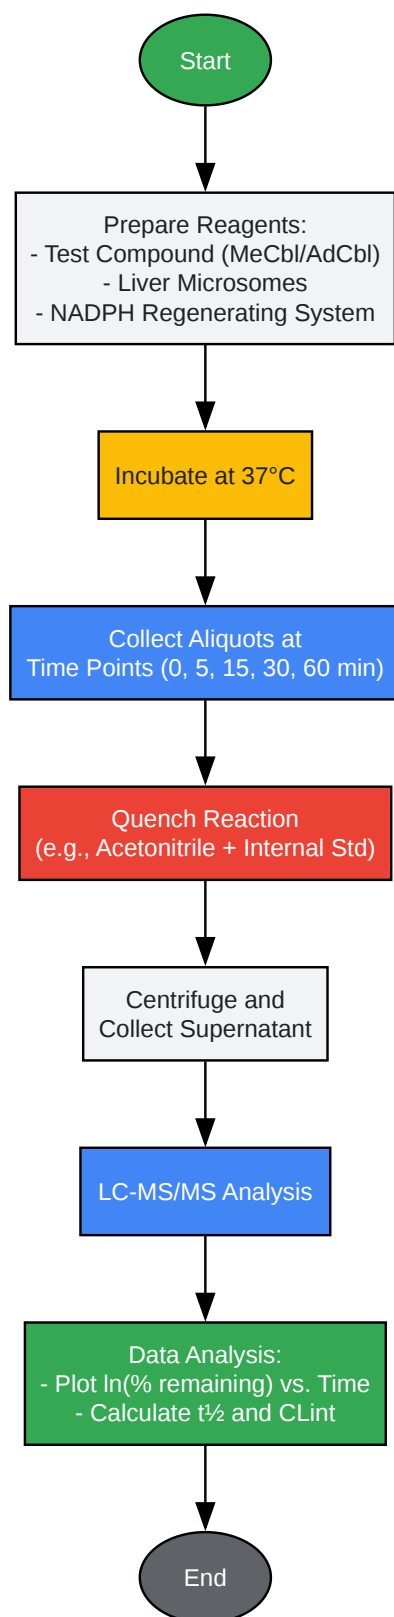 Start
Prepare Reagents:
- Test Compound (MeCbl/AdCbl)
- Liver Microsomes
- NADPH Regenerating System
Incubate at 37°C
Collect Aliquots at
Time Points (0, 5, 15, 30, 60 min)
Quench Reaction
(e.g., Acetonitrile + Internal Std)
Centrifuge and
Collect Supernatant
LC-MS/MS Analysis
Data Analysis:
- Plot ln(% remaining) vs. Time
- Calculate t½ and CLint
End